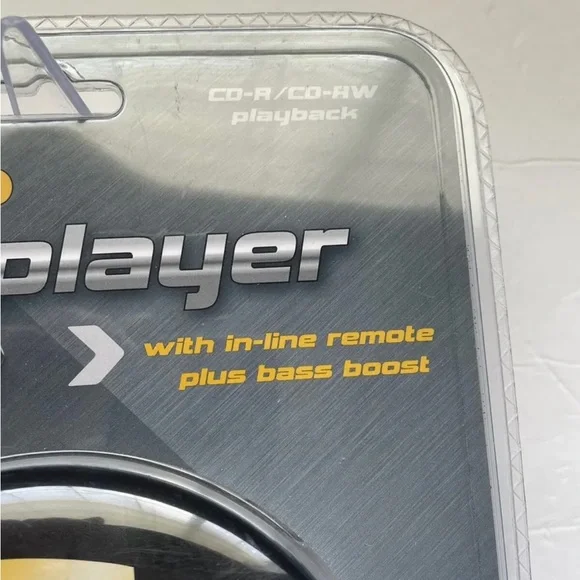 CD-R/CD-RW
playback
player
with in-line remote
plus bass boost